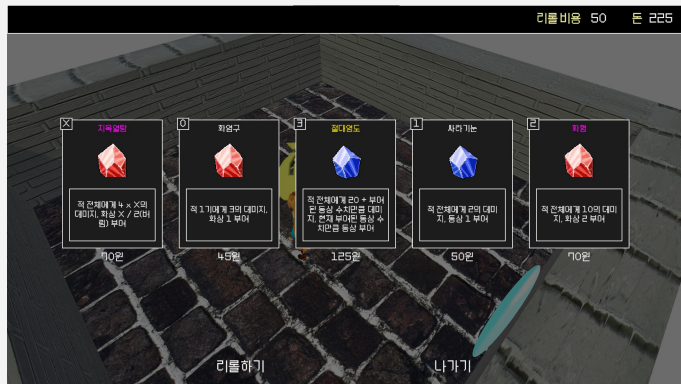 리롤비용 50 돈 225
X 0 3 1 2
지옥열탕 화염구 절대영도 싸라기눈 화염
적 전체에게 4 x X의 데미지, 화상 X / 2(버림) 부여
적 1기에게 3의 데미지, 화상 1 부여
적 전체에게 20 + 부여된 동상 수치만큼 데미지, 현재 부여된 동상 수치만큼 동상 부여
적 전체에게 2의 데미지, 동상 1 부여
적 전체에게 10의 데미지, 화상 2 부여
70원 45원 125원 50원 70원
리롤하기 나가기